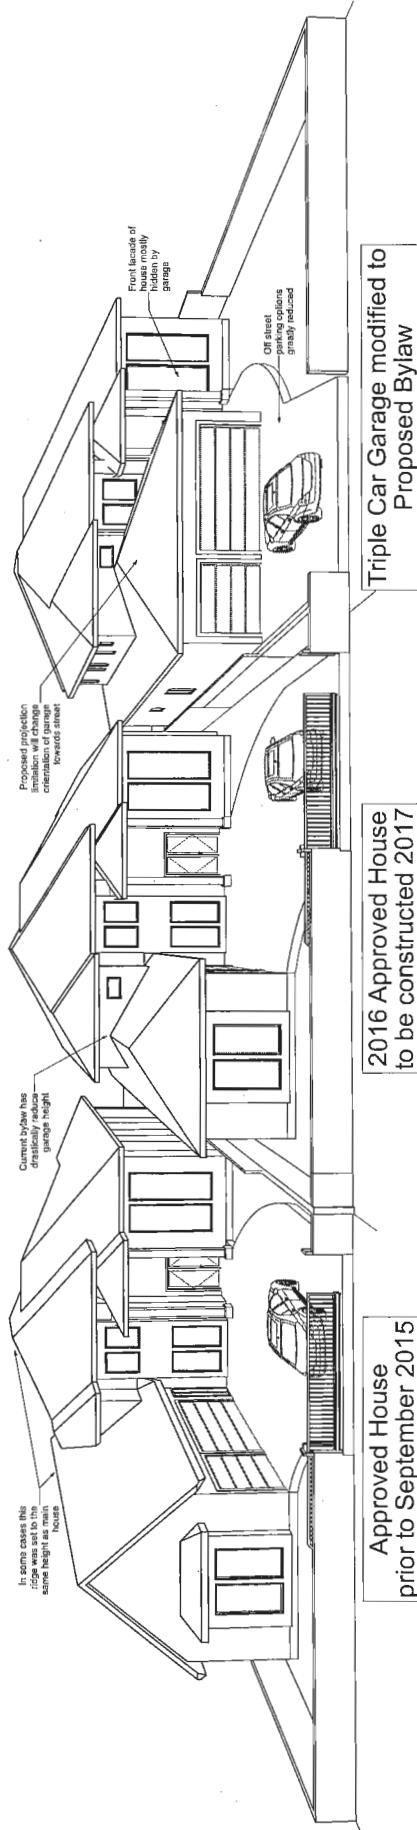 In some cases this
ridge was set to the
same height as main
house
Current bylaw has
drastically reduce
garage height
Proposed projection
limitation will change
orientation of garage
towards street
Front facade of
house mostly
hidden by
garage
Off street
parking options
greatly reduced
Approved House
prior to September 2015
2016 Approved House
to be constructed 2017
Triple Car Garage modified to
Proposed Bylaw